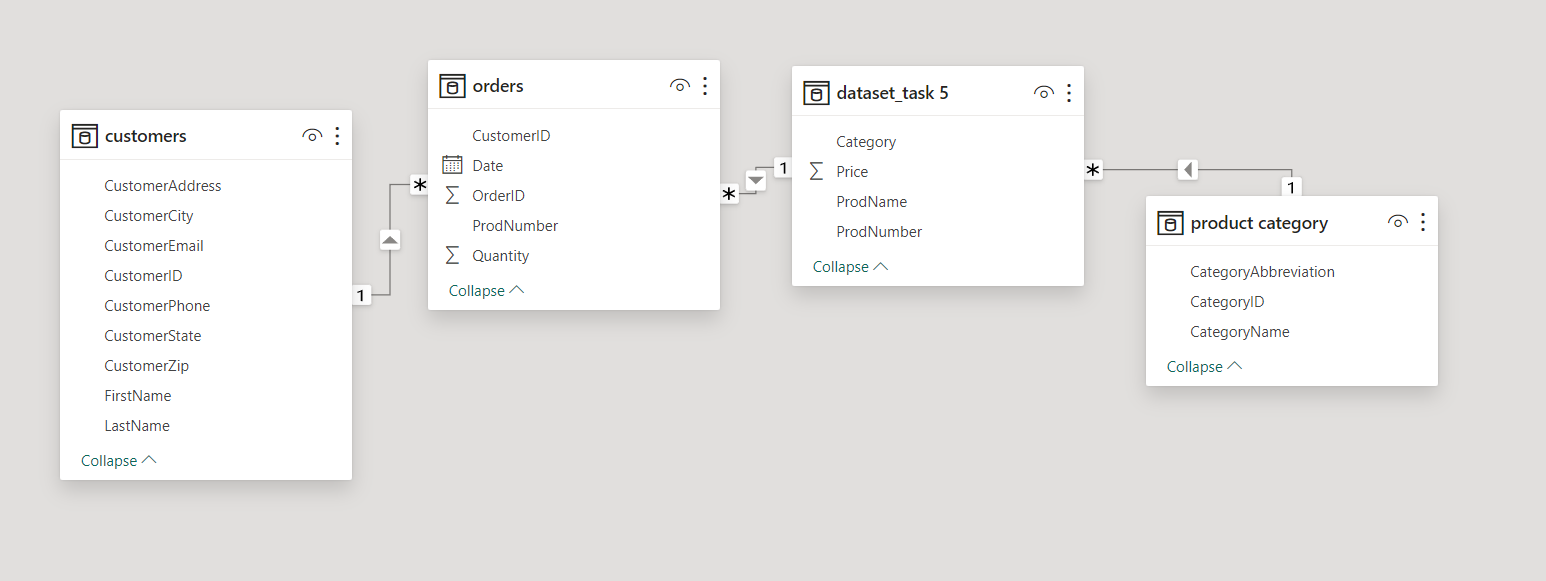 customers
CustomerAddress
CustomerCity
CustomerEmail
CustomerID
CustomerPhone
CustomerState
CustomerZip
FirstName
LastName
Collapse
1
*
orders
CustomerID
Date
OrderID
ProdNumber
Quantity
Collapse
*
1
dataset_task 5
Category
Price
ProdName
ProdNumber
Collapse
*
1
product category
CategoryAbbreviation
CategoryID
CategoryName
Collapse